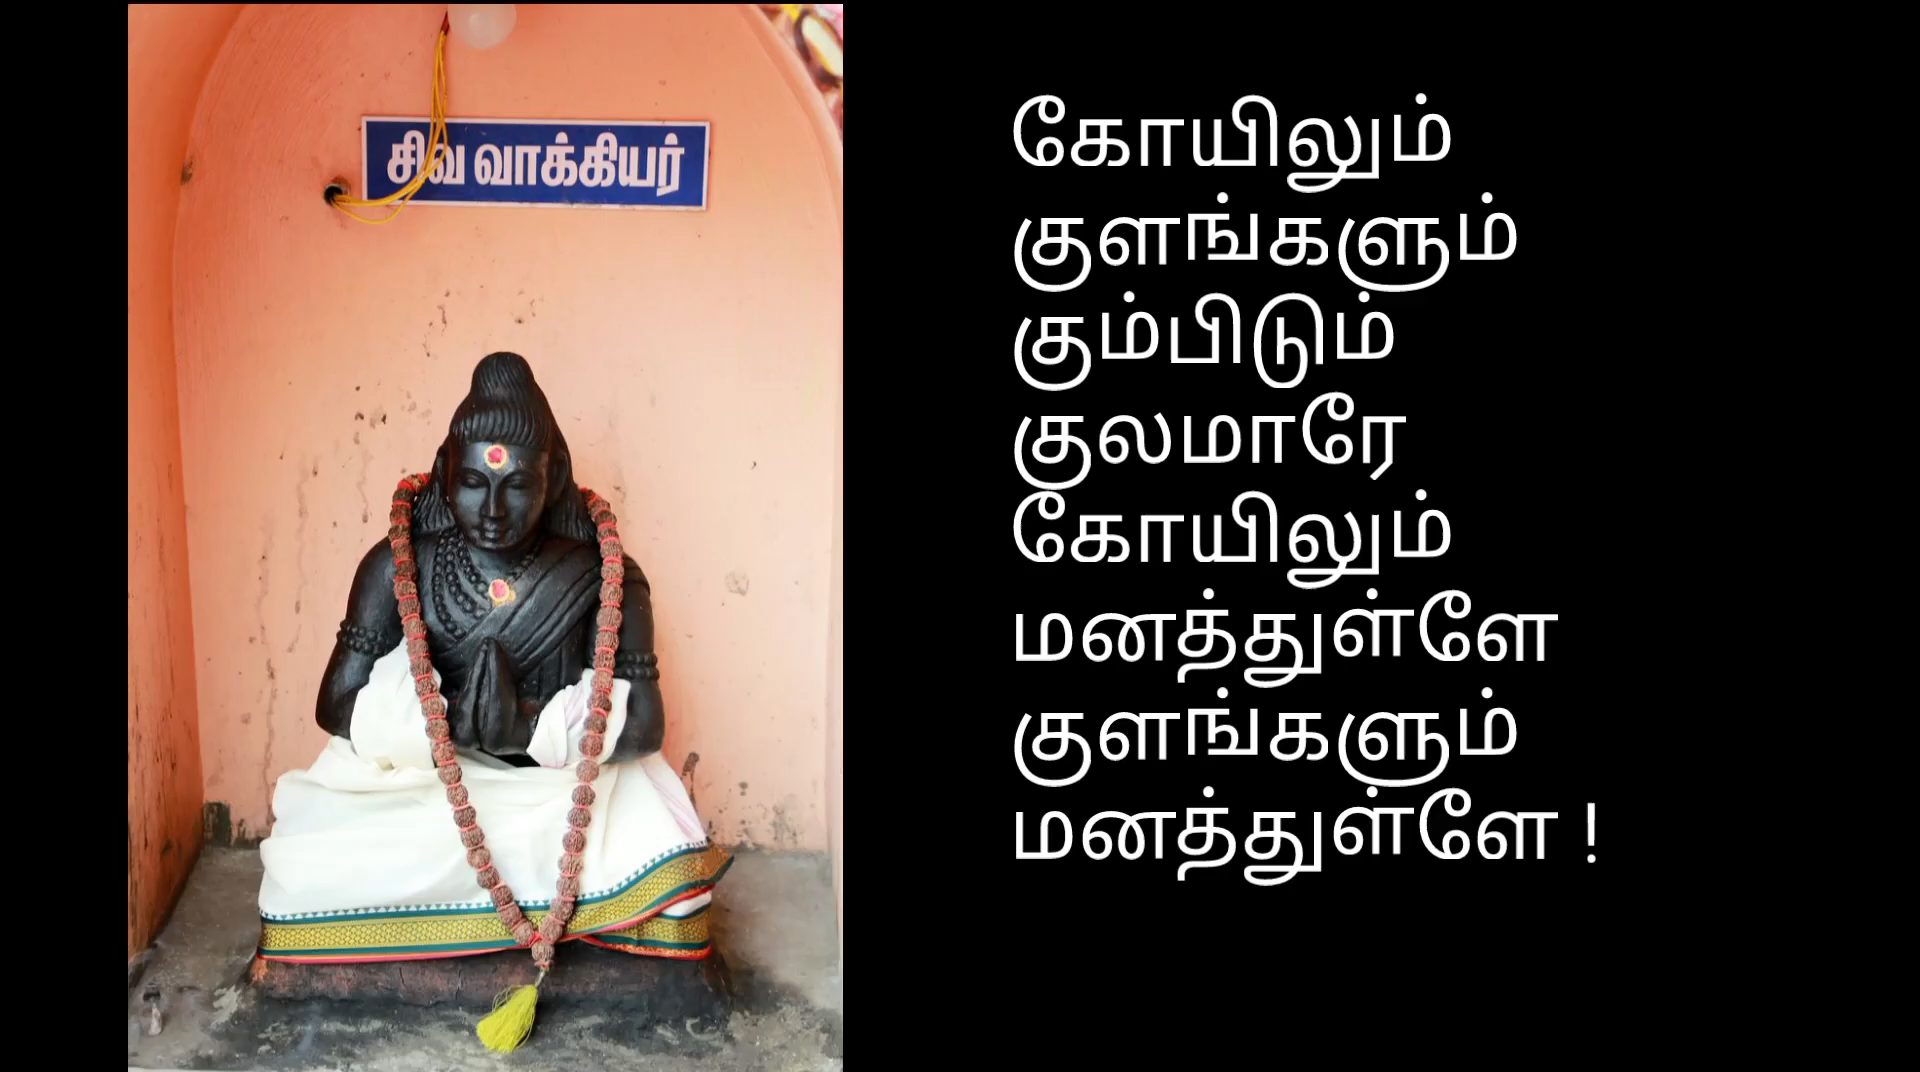 சிவ வாக்கியர்
கோயிலும்
குளங்களும்
கும்பிடும்
குலமாரே
கோயிலும்
மனத்துள்ளே
குளங்களும்
மனத்துள்ளே !